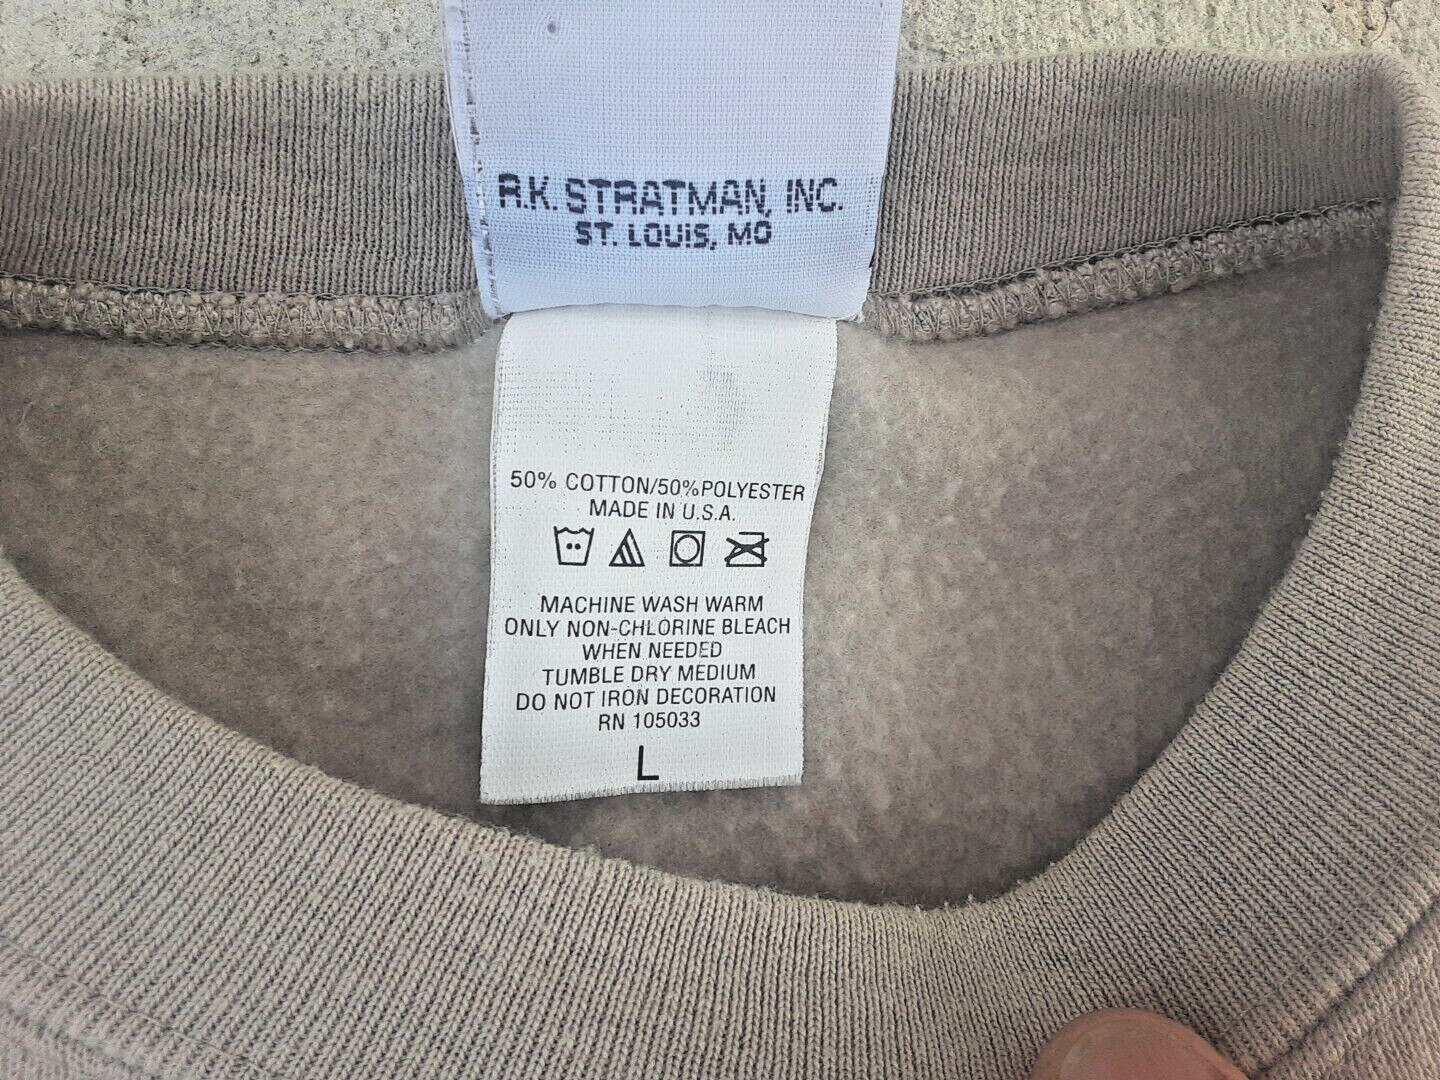 R.K. STRATMAN, INC.
ST. LOUIS, MO
50% COTTON/50%POLYESTER
MADE IN U.S.A.
MACHINE WASH WARM
ONLY NON-CHLORINE BLEACH
WHEN NEEDED
TUMBLE DRY MEDIUM
DO NOT IRON DECORATION
RN 105033
L